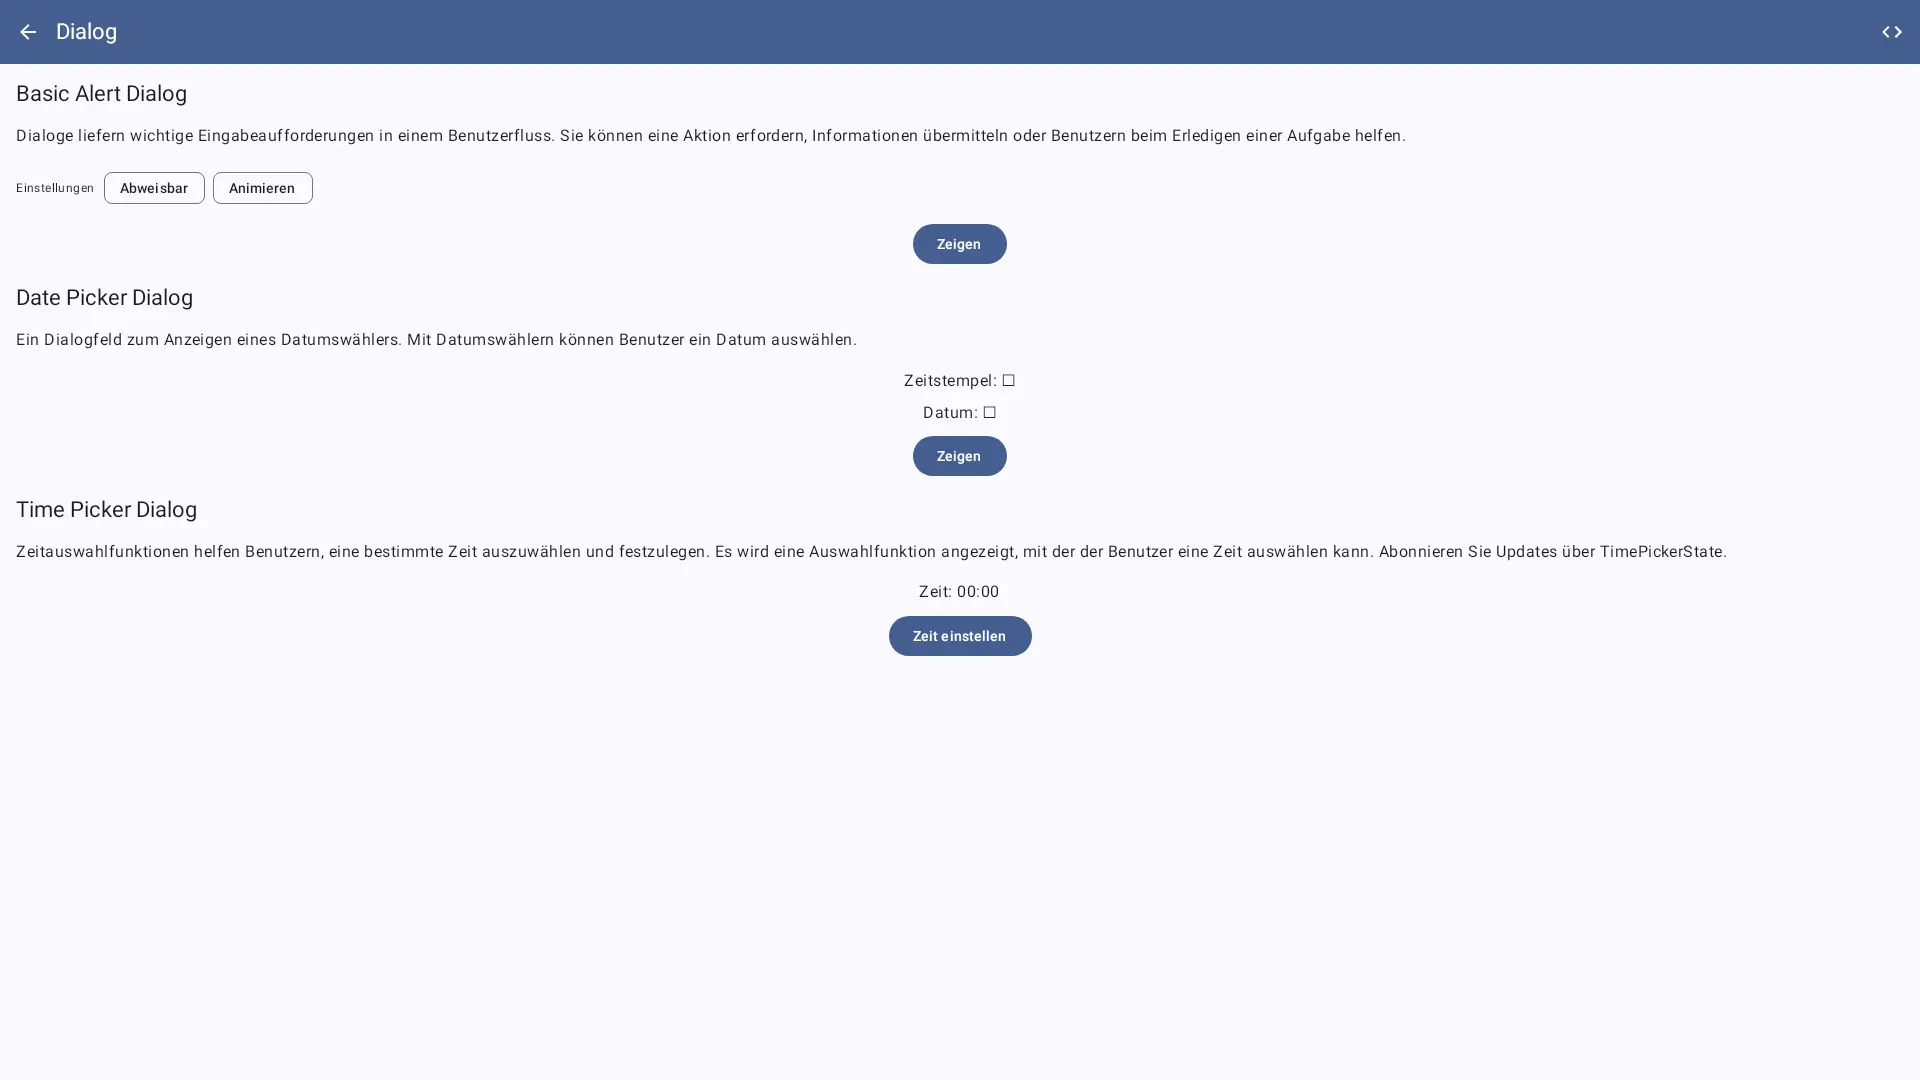 Dialog
Basic Alert Dialog
Dialoge liefern wichtige Eingabeaufforderungen in einem Benutzerfluss. Sie können eine Aktion erfordern, Informationen übermitteln oder Benutzern beim Erledigen einer Aufgabe helfen.
Einstellungen Abweisbar Animieren
Zeigen
Date Picker Dialog
Ein Dialogfeld zum Anzeigen eines Datumswählers. Mit Datumswählern können Benutzer ein Datum auswählen.
Zeitstempel: ☐
Datum: ☐
Zeigen
Time Picker Dialog
Zeitauswahlfunktionen helfen Benutzern, eine bestimmte Zeit auszuwählen und festzulegen. Es wird eine Auswahlfunktion angezeigt, mit der der Benutzer eine Zeit auswählen kann. Abonnieren Sie Updates über TimePickerState.
Zeit: 00:00
Zeit einstellen